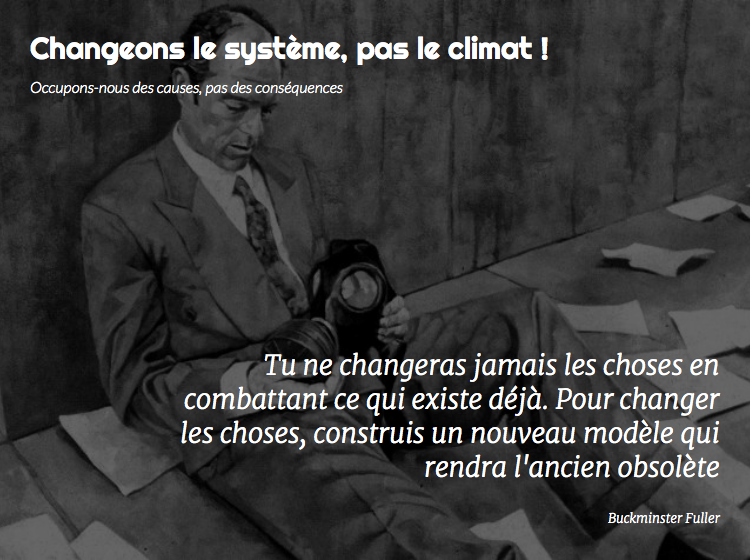 Changeons le système, pas le climat !
Occupons-nous des causes, pas des conséquences
Tu ne changeras jamais les choses en
combattant ce qui existe déjà. Pour changer
les choses, construis un nouveau modèle qui
rendra l'ancien obsolète
Buckminster Fuller